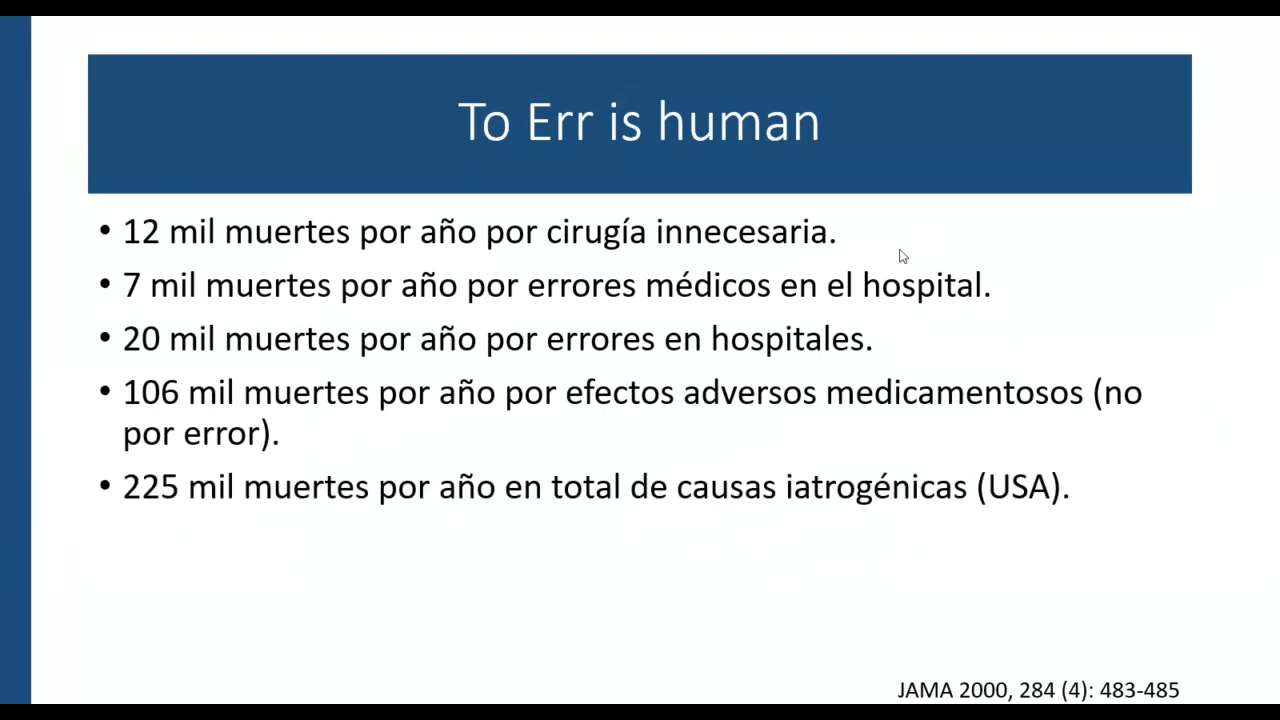 To Err is human
• 12 mil muertes por año por cirugía innecesaria.
• 7 mil muertes por año por errores médicos en el hospital.
• 20 mil muertes por año por errores en hospitales.
• 106 mil muertes por año por efectos adversos medicamentosos (no
por error).
• 225 mil muertes por año en total de causas iatrogénicas (USA).
JAMA 2000, 284 (4): 483-485